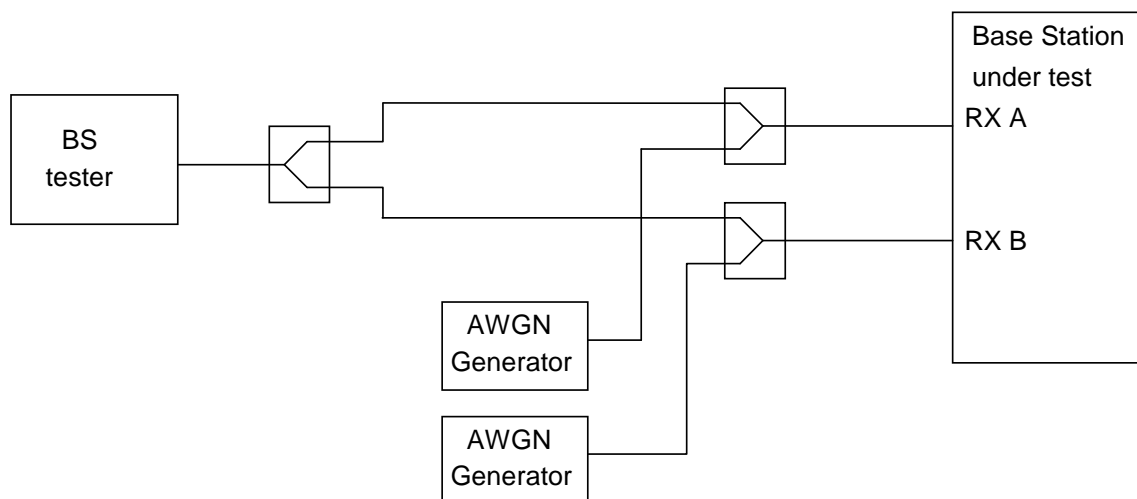 Base Station
under test
RX A
RX B
BS
tester
AWGN
Generator
AWGN
Generator